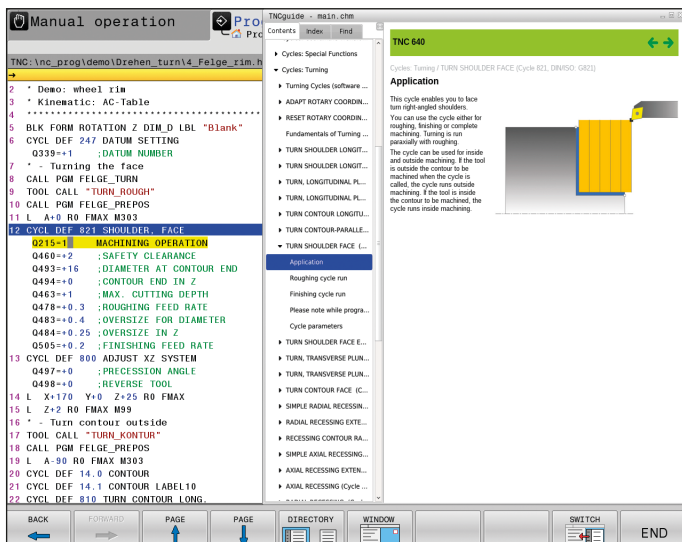 Manual operation
Pro
Pro
TNC:\nc_prog\demo\Drehen_turn\4_Felge_rim.h
→
2 * Demo: wheel rim
3 * Kinematic: AC-Table
4 ****************************************
5 BLK FORM ROTATION Z DIM_D LBL "Blank"
6 CYCL DEF 247 DATUM SETTING
Q339=+1 ;DATUM NUMBER
7 * - Turning the face
8 CALL PGM FELGE_TURN
9 TOOL CALL "TURN_ROUGH"
10 CALL PGM FELGE_PREPOS
11 L A+0 R0 FMAX M303
12 CYCL DEF 821 SHOULDER, FACE
Q215=1 MACHINING OPERATION
Q460=+2 ;SAFETY CLEARANCE
Q493=+16 ;DIAMETER AT CONTOUR END
Q494=+0 ;CONTOUR END IN Z
Q463=+1 ;MAX. CUTTING DEPTH
Q478=+0.3 ;ROUGHING FEED RATE
Q483=+0.4 ;OVERSIZE FOR DIAMETER
Q484=+0.25 ;OVERSIZE IN Z
Q505=+0.2 ;FINISHING FEED RATE
13 CYCL DEF 800 ADJUST XZ SYSTEM
Q497=+0 ;PRECESSION ANGLE
Q498=+0 ;REVERSE TOOL
14 L X+170 Y+0 Z+25 R0 FMAX
15 L Z+2 R0 FMAX M99
16 * - Turn contour outside
17 TOOL CALL "TURN_KONTUR"
18 CALL PGM FELGE_PREPOS
19 L A-90 R0 FMAX M303
20 CYCL DEF 14.0 CONTOUR
21 CYCL DEF 14.1 CONTOUR LABEL10
22 CYCL DEF 810 TURN CONTOUR LONG.
TNCguide - main.chm
Contents Index Find
Cycles: Special Functions
Cycles: Turning
Turning Cycles (software ...
ADAPT ROTARY COORDIN...
RESET ROTARY COORDIN...
Fundamentals of Turning ...
TURN SHOULDER LONGIT...
TURN SHOULDER LONGIT...
TURN, LONGITUDINAL PL...
TURN, LONGITUDINAL PL...
TURN CONTOUR LONGITU...
TURN CONTOUR-PARALLE...
TURN SHOULDER FACE (...
Application
Roughing cycle run
Finishing cycle run
Please note while progra...
Cycle parameters
TURN SHOULDER FACE E...
TURN, TRANSVERSE PLUN...
TURN, TRANSVERSE PLUN...
TURN CONTOUR FACE (C...
SIMPLE RADIAL RECESSIN...
RADIAL RECESSING EXTE...
RECESSING CONTOUR RA...
SIMPLE AXIAL RECESSING...
AXIAL RECESSING EXTEN...
AXIAL RECESSING (Cycle ...
TNC 640
Cycles: Turning / TURN SHOULDER FACE (Cycle 821, DIN/ISO: G821)
Application
This cycle enables you to face
turn right-angled shoulders.
You can use the cycle either for
roughing, finishing or complete
machining. Turning is run
paraxially with roughing.
The cycle can be used for inside
and outside machining. If the tool
is outside the contour to be
machined when the cycle is
called, the cycle runs outside
machining. If the tool is inside
the contour to be machined, the
cycle runs inside machining.
BACK
FORWARD
PAGE
PAGE
DIRECTORY
WINDOW
SWITCH
END